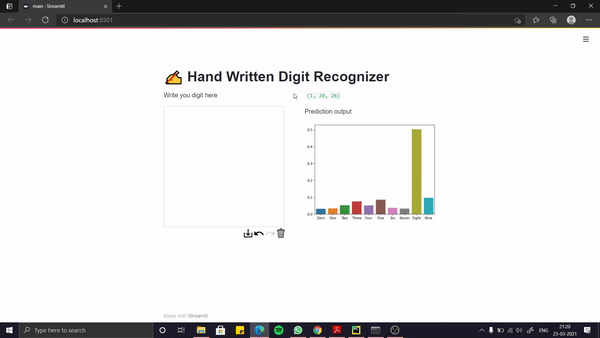 main - Streamlit
localhost:8501
Hand Written Digit Recognizer
Write you digit here
(1, 28, 28)
Prediction output
0.5
0.4
0.3
0.2
0.1
0.0
Zero One Two Three Four Five Six Seven Eight Nine
Made with Streamlit
Type here to search
ENG
21:20
23-03-2021